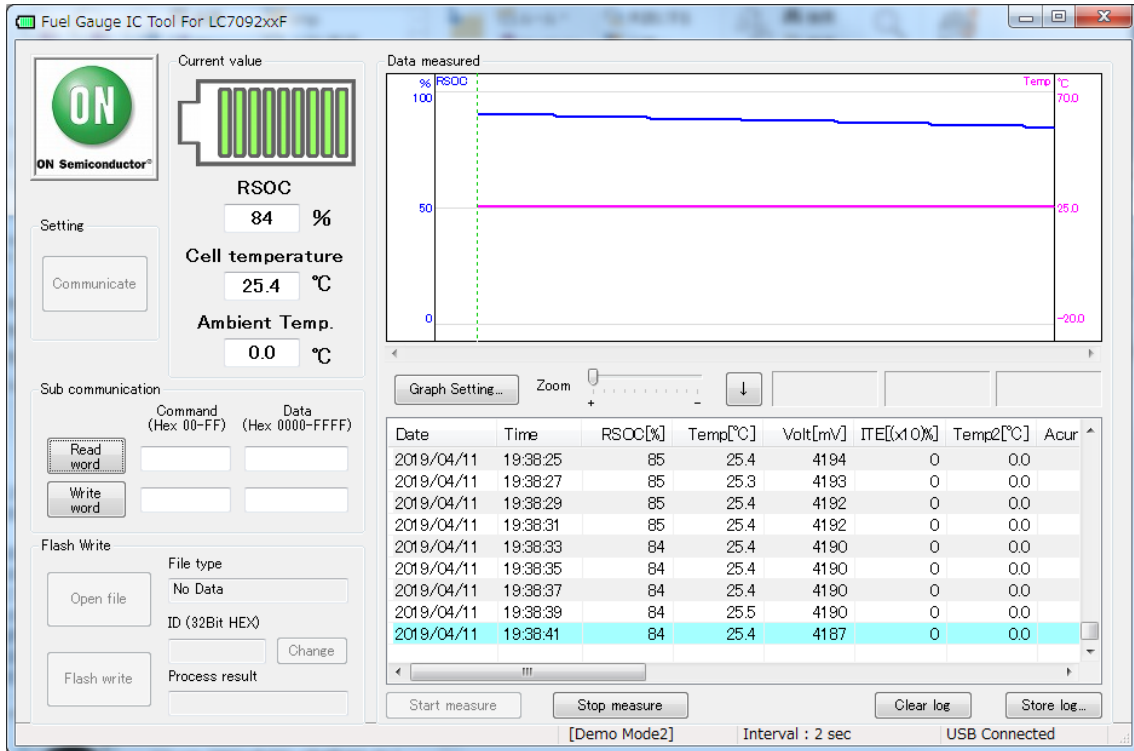 Fuel Gauge IC Tool For LC7092xxF
ON
ON Semiconductor®
Current value
RSOC
84 %
Cell temperature
25.4 ℃
Ambient Temp.
0.0 ℃
Setting
Communicate
Sub communication
Command
(Hex 00-FF)
Data
(Hex 0000-FFFF)
Read
word
Write
word
Flash Write
Open file
File type
No Data
ID (32Bit HEX)
Change
Flash write
Process result
Data measured
% RSOC Temp ℃
100 70.0
50 25.0
0 -20.0
Graph Setting... Zoom + - ↓
Date Time RSOC[%] Temp[℃] Volt[mV] ITE[(x10)%] Temp2[℃] Acur
2019/04/11 19:38:25 85 25.4 4194 0 0.0
2019/04/11 19:38:27 85 25.3 4193 0 0.0
2019/04/11 19:38:29 85 25.4 4192 0 0.0
2019/04/11 19:38:31 85 25.4 4192 0 0.0
2019/04/11 19:38:33 84 25.4 4190 0 0.0
2019/04/11 19:38:35 84 25.4 4190 0 0.0
2019/04/11 19:38:37 84 25.4 4190 0 0.0
2019/04/11 19:38:39 84 25.5 4190 0 0.0
2019/04/11 19:38:41 84 25.4 4187 0 0.0
Start measure Stop measure Clear log Store log...
[Demo Mode2] Interval : 2 sec USB Connected